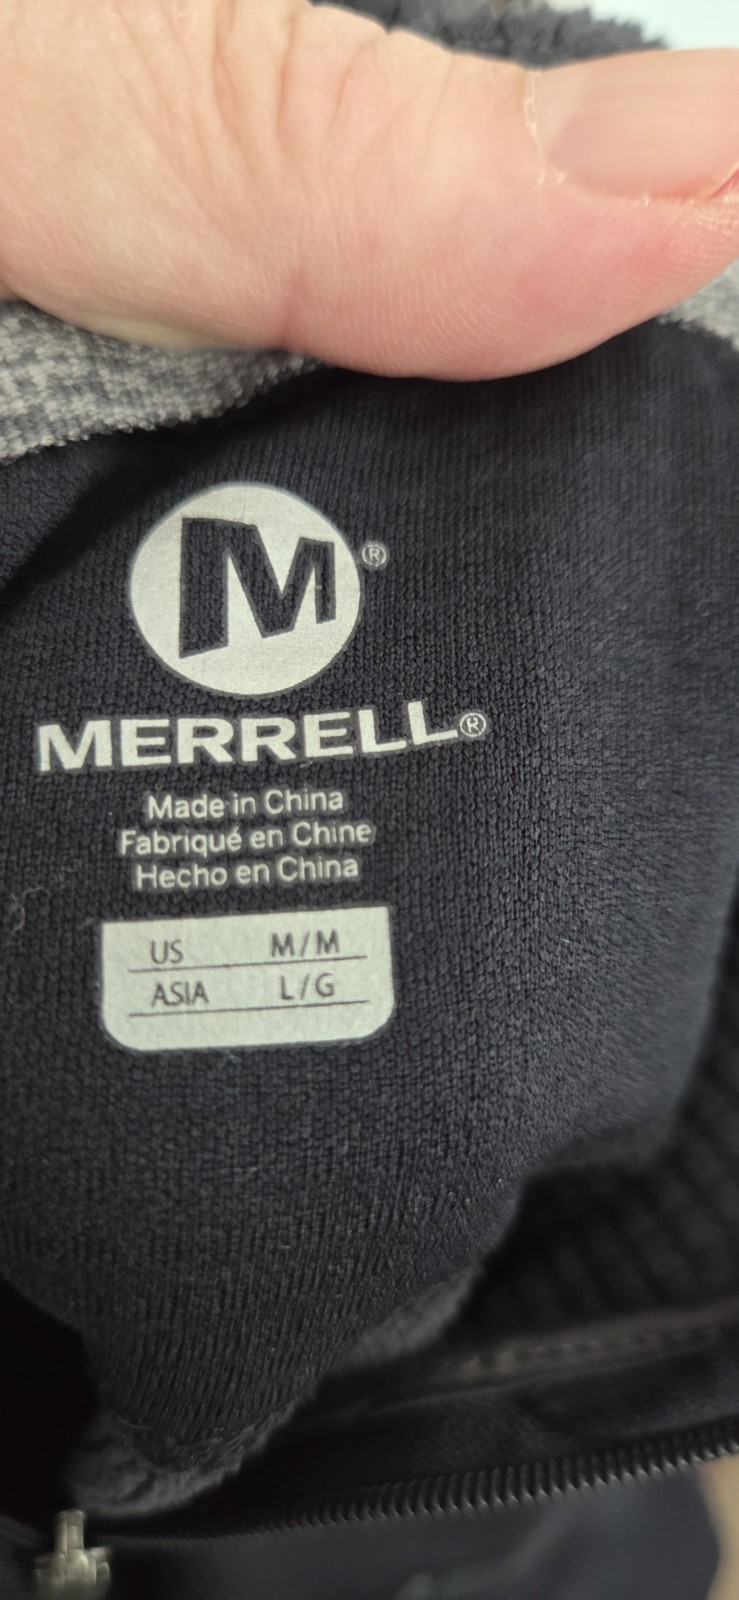 M®
MERRELL®
Made in China
Fabriqué en Chine
Hecho en China
US M/M
ASIA L/G